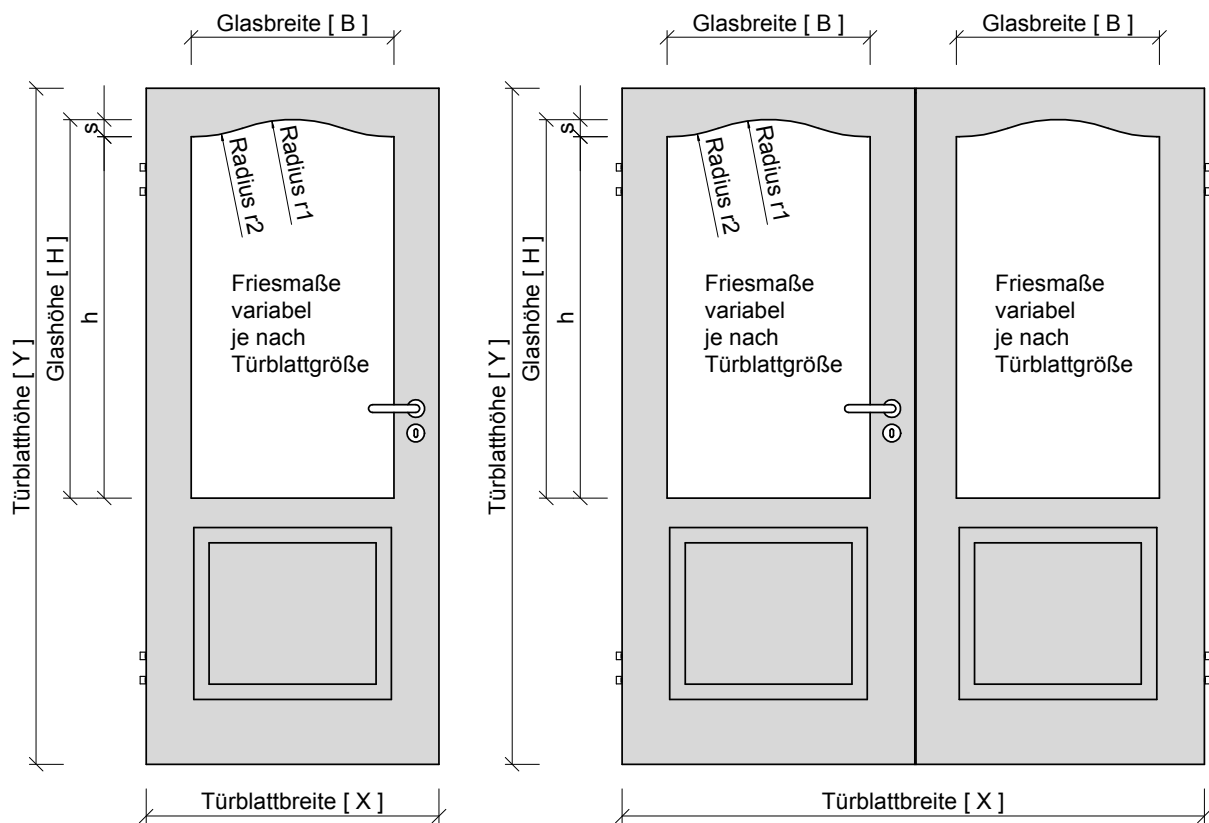 Glasbreite [ B ]
Glasbreite [ B ]
Glasbreite [ B ]
s
Radius r1
Radius r2
Türblatthöhe [ Y ]
Glashöhe [ H ]
h
Friesmaße
variabel
je nach
Türblattgröße
Türblattbreite [ X ]
s
Radius r1
Radius r2
Türblatthöhe [ Y ]
Glashöhe [ H ]
h
Friesmaße
variabel
je nach
Türblattgröße
Friesmaße
variabel
je nach
Türblattgröße
Türblattbreite [ X ]